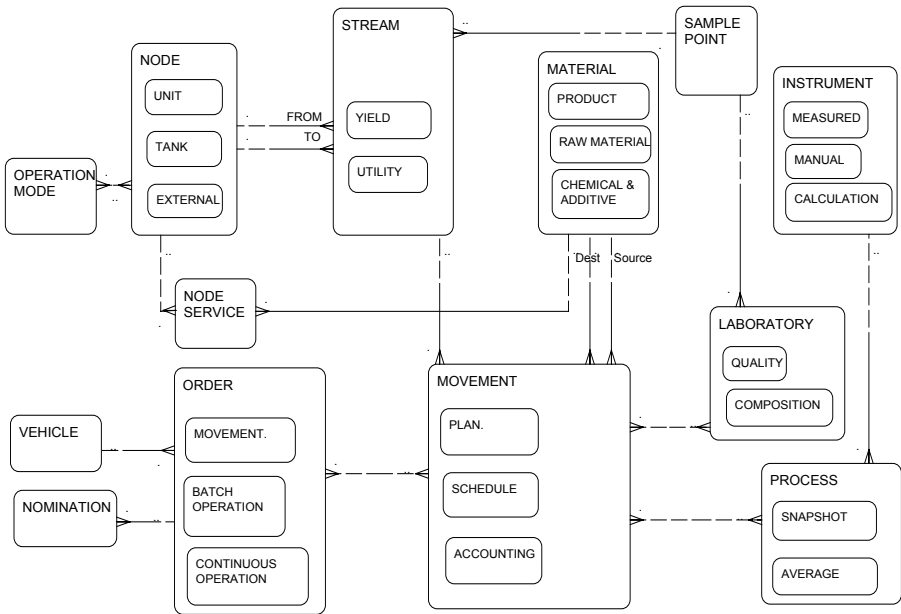 STREAM
YIELD
UTILITY
NODE
UNIT
TANK
EXTERNAL
FROM
TO
OPERATION
MODE
NODE
SERVICE
MATERIAL
PRODUCT
RAW MATERIAL
CHEMICAL &
ADDITIVE
Dest
Source
SAMPLE
POINT
INSTRUMENT
MEASURED
MANUAL
CALCULATION
LABORATORY
QUALITY
COMPOSITION
ORDER
MOVEMENT.
BATCH
OPERATION
CONTINUOUS
OPERATION
VEHICLE
NOMINATION
MOVEMENT
PLAN.
SCHEDULE
ACCOUNTING
PROCESS
SNAPSHOT
AVERAGE